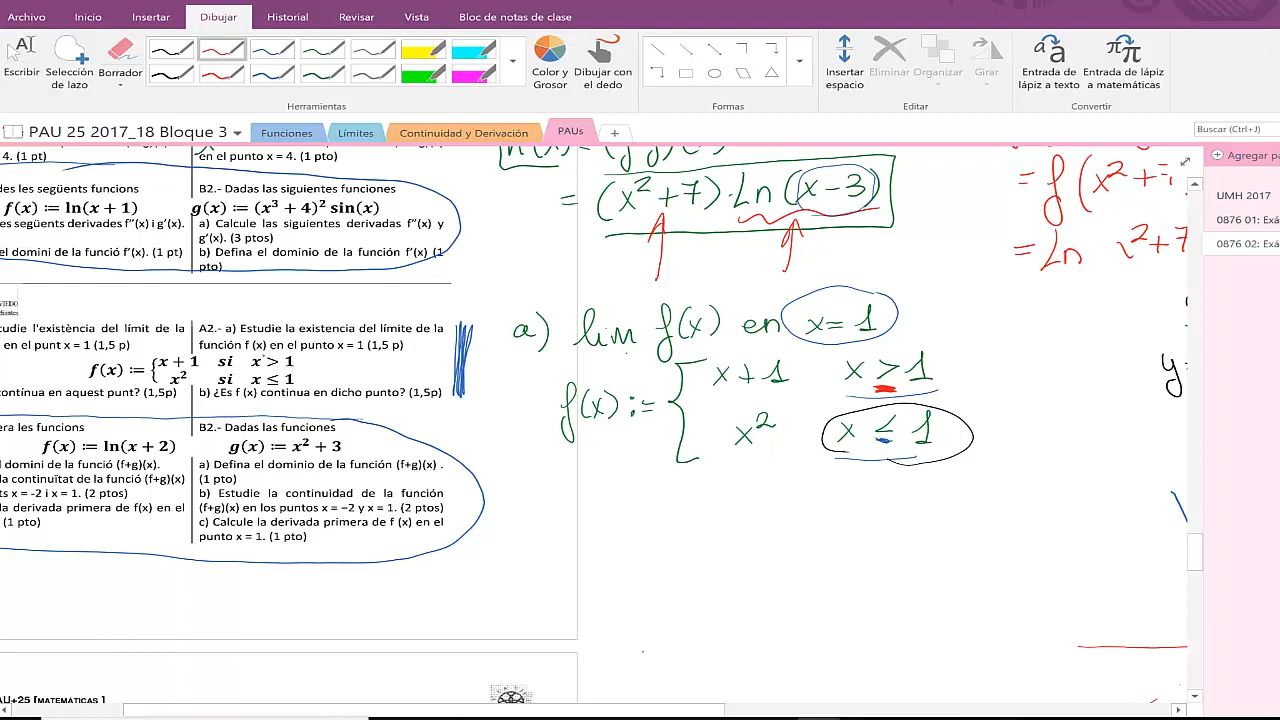 Archivo Inicio Insertar Dibujar Historial Revisar Vista Bloc de notas de clase
Escribir Selección de lazo Borrador Color y Grosor Dibujar con el dedo Insertar espacio Eliminar Organizar Girar Entrada de lápiz a texto Entrada de lápiz a matemáticas
Herramientas Formas Editar Convertir
PAU 25 2017_18 Bloque 3 Funciones Límites Continuidad y Derivación PAUs + Buscar (Ctrl+J)
Agregar pá
UMH 2017
0876 01: Exá
0876 02: Exá
4. (1 pt)
en el punto x = 4. (1 pto)
des les següents funcions
f(x) ≔ ln(x + 1)
es següents derivades f''(x) i g'(x).
el domini de la funció f'(x). (1 pt)
B2.- Dadas las siguientes funciones
g(x) ≔ (x³ + 4)² sin(x)
a) Calcule las siguientes derivadas f''(x) y
g'(x). (3 ptos)
b) Defina el dominio de la función f'(x) (1
pto)
VIEDO
diantes
tudie l'existència del límit de la
en el punt x = 1 (1,5 p)
A2.- a) Estudie la existencia del límite de la
función f (x) en el punto x = 1 (1,5 p)
f(x) ≔ { x + 1 si x > 1
x² si x ≤ 1
contínua en aquest punt? (1,5p)
b) ¿Es f (x) continua en dicho punto? (1,5p)
era les funcions
f(x) ≔ ln(x + 2)
l domini de la funció (f+g)(x).
la continuïtat de la funció (f+g)(x)
ts x = -2 i x = 1. (2 ptos)
la derivada primera de f(x) en el
(1 pto)
B2.- Dadas las funciones
g(x) ≔ x² + 3
a) Defina el dominio de la función (f+g)(x) .
(1 pto)
b) Estudie la continuidad de la función
(f+g)(x) en los puntos x = −2 y x = 1. (2 ptos)
c) Calcule la derivada primera de f (x) en el
punto x = 1. (1 pto)
PAU+25 [MATEMÀTICAS ]
= (x² + 7) · Ln (x − 3)
a) lim f(x) en x = 1
f(x) := { x + 1 x > 1
x² x ≤ 1
= f (x² +
= Ln x² + 7
y=